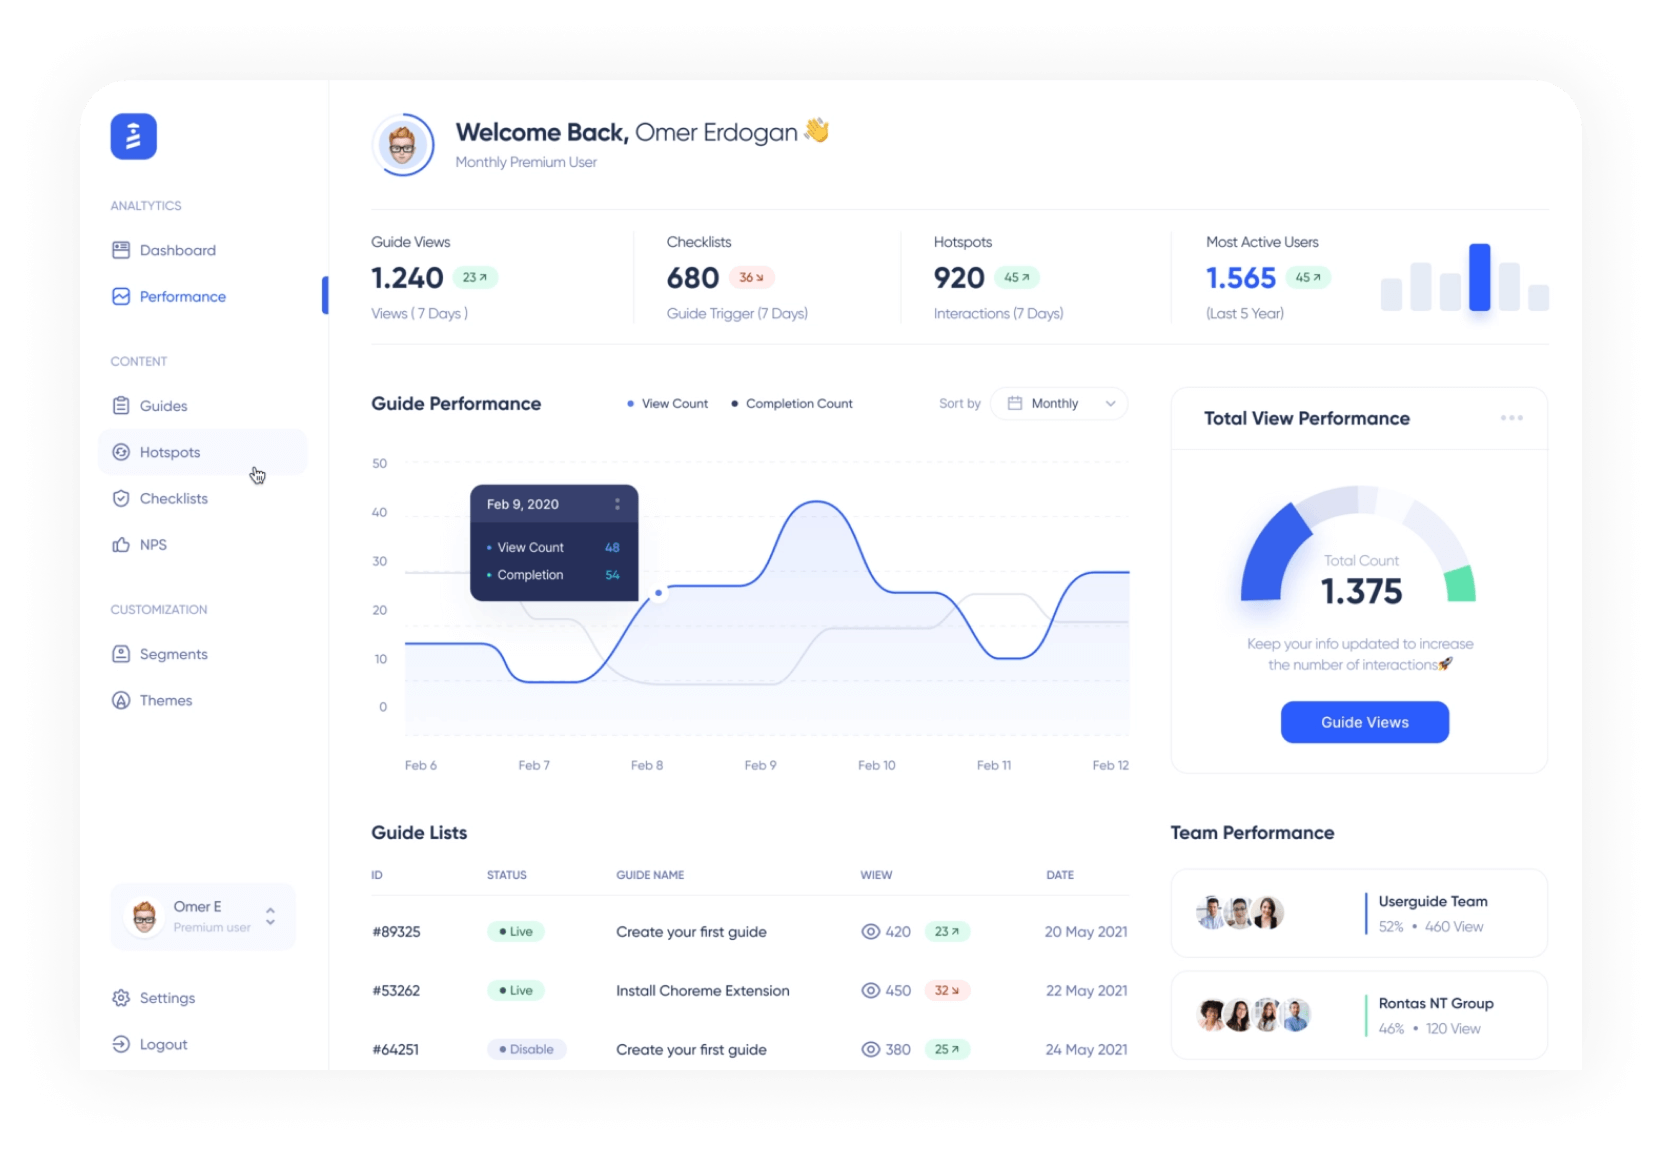 ANALTYTICS
Dashboard
Performance
CONTENT
Guides
Hotspots
Checklists
NPS
CUSTOMIZATION
Segments
Themes
Omer E
Premium user
Settings
Logout
Welcome Back, Omer Erdogan 👋
Monthly Premium User
Guide Views
1.240 23↗
Views ( 7 Days )
Checklists
680 36↘
Guide Trigger (7 Days)
Hotspots
920 45↗
Interactions (7 Days)
Most Active Users
1.565 45↗
(Last 5 Year)
Guide Performance
• View Count • Completion Count
Sort by Monthly
50
40
30
20
10
0
Feb 9, 2020
• View Count 48
• Completion 54
Feb 6 Feb 7 Feb 8 Feb 9 Feb 10 Feb 11 Feb 12
Total View Performance
Total Count
1.375
Keep your info updated to increase
the number of interactions🚀
Guide Views
Guide Lists
ID STATUS GUIDE NAME WIEW DATE
#89325 • Live Create your first guide 420 23↗ 20 May 2021
#53262 • Live Install Choreme Extension 450 32↘ 22 May 2021
#64251 • Disable Create your first guide 380 25↗ 24 May 2021
Team Performance
Userguide Team
52% • 460 View
Rontas NT Group
46% • 120 View